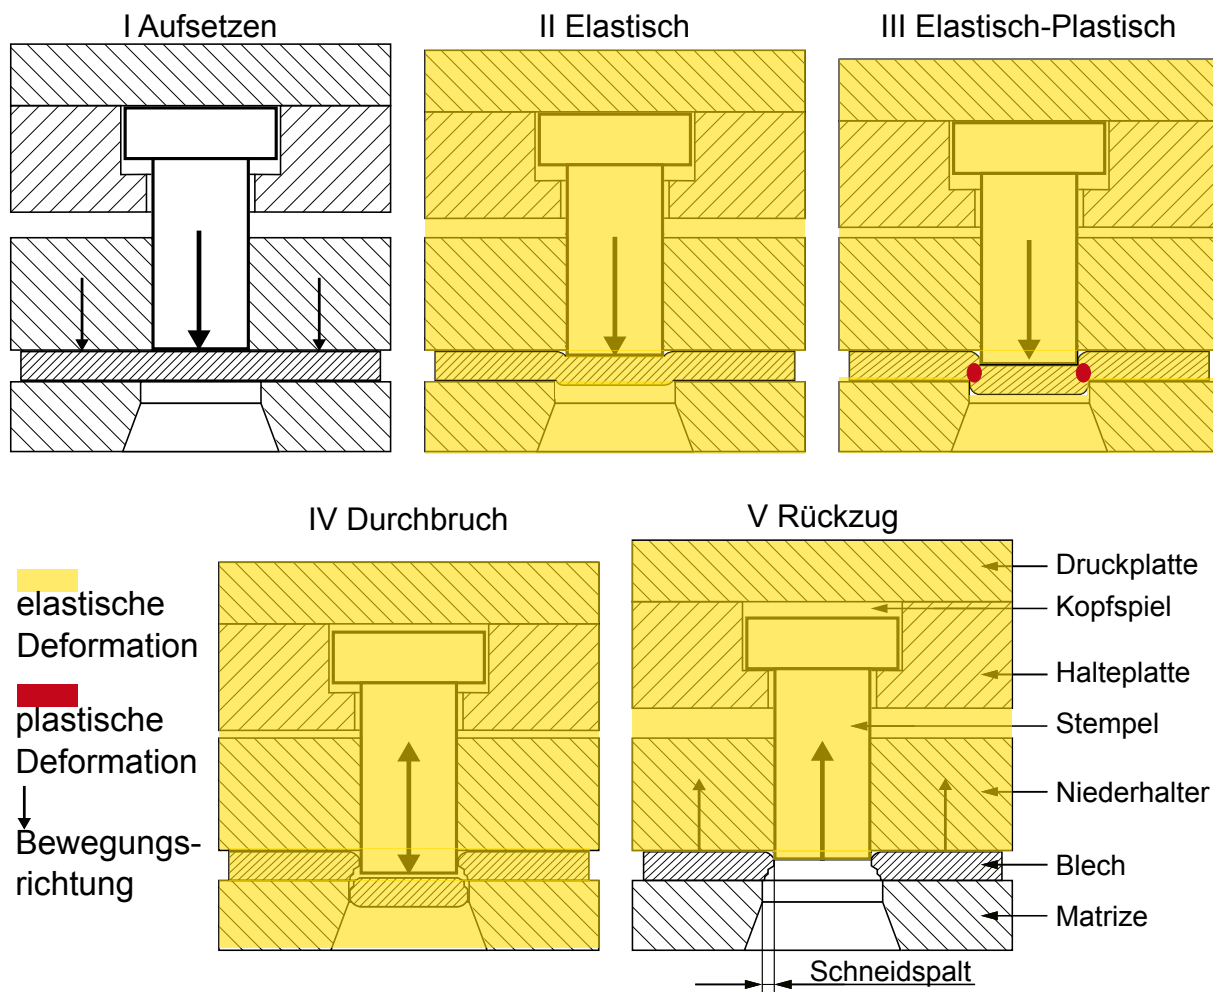 I Aufsetzen
II Elastisch
III Elastisch-Plastisch
IV Durchbruch
V Rückzug
elastische
Deformation
plastische
Deformation
Bewegungs-
richtung
Druckplatte
Kopfspiel
Halteplatte
Stempel
Niederhalter
Blech
Matrize
Schneidspalt